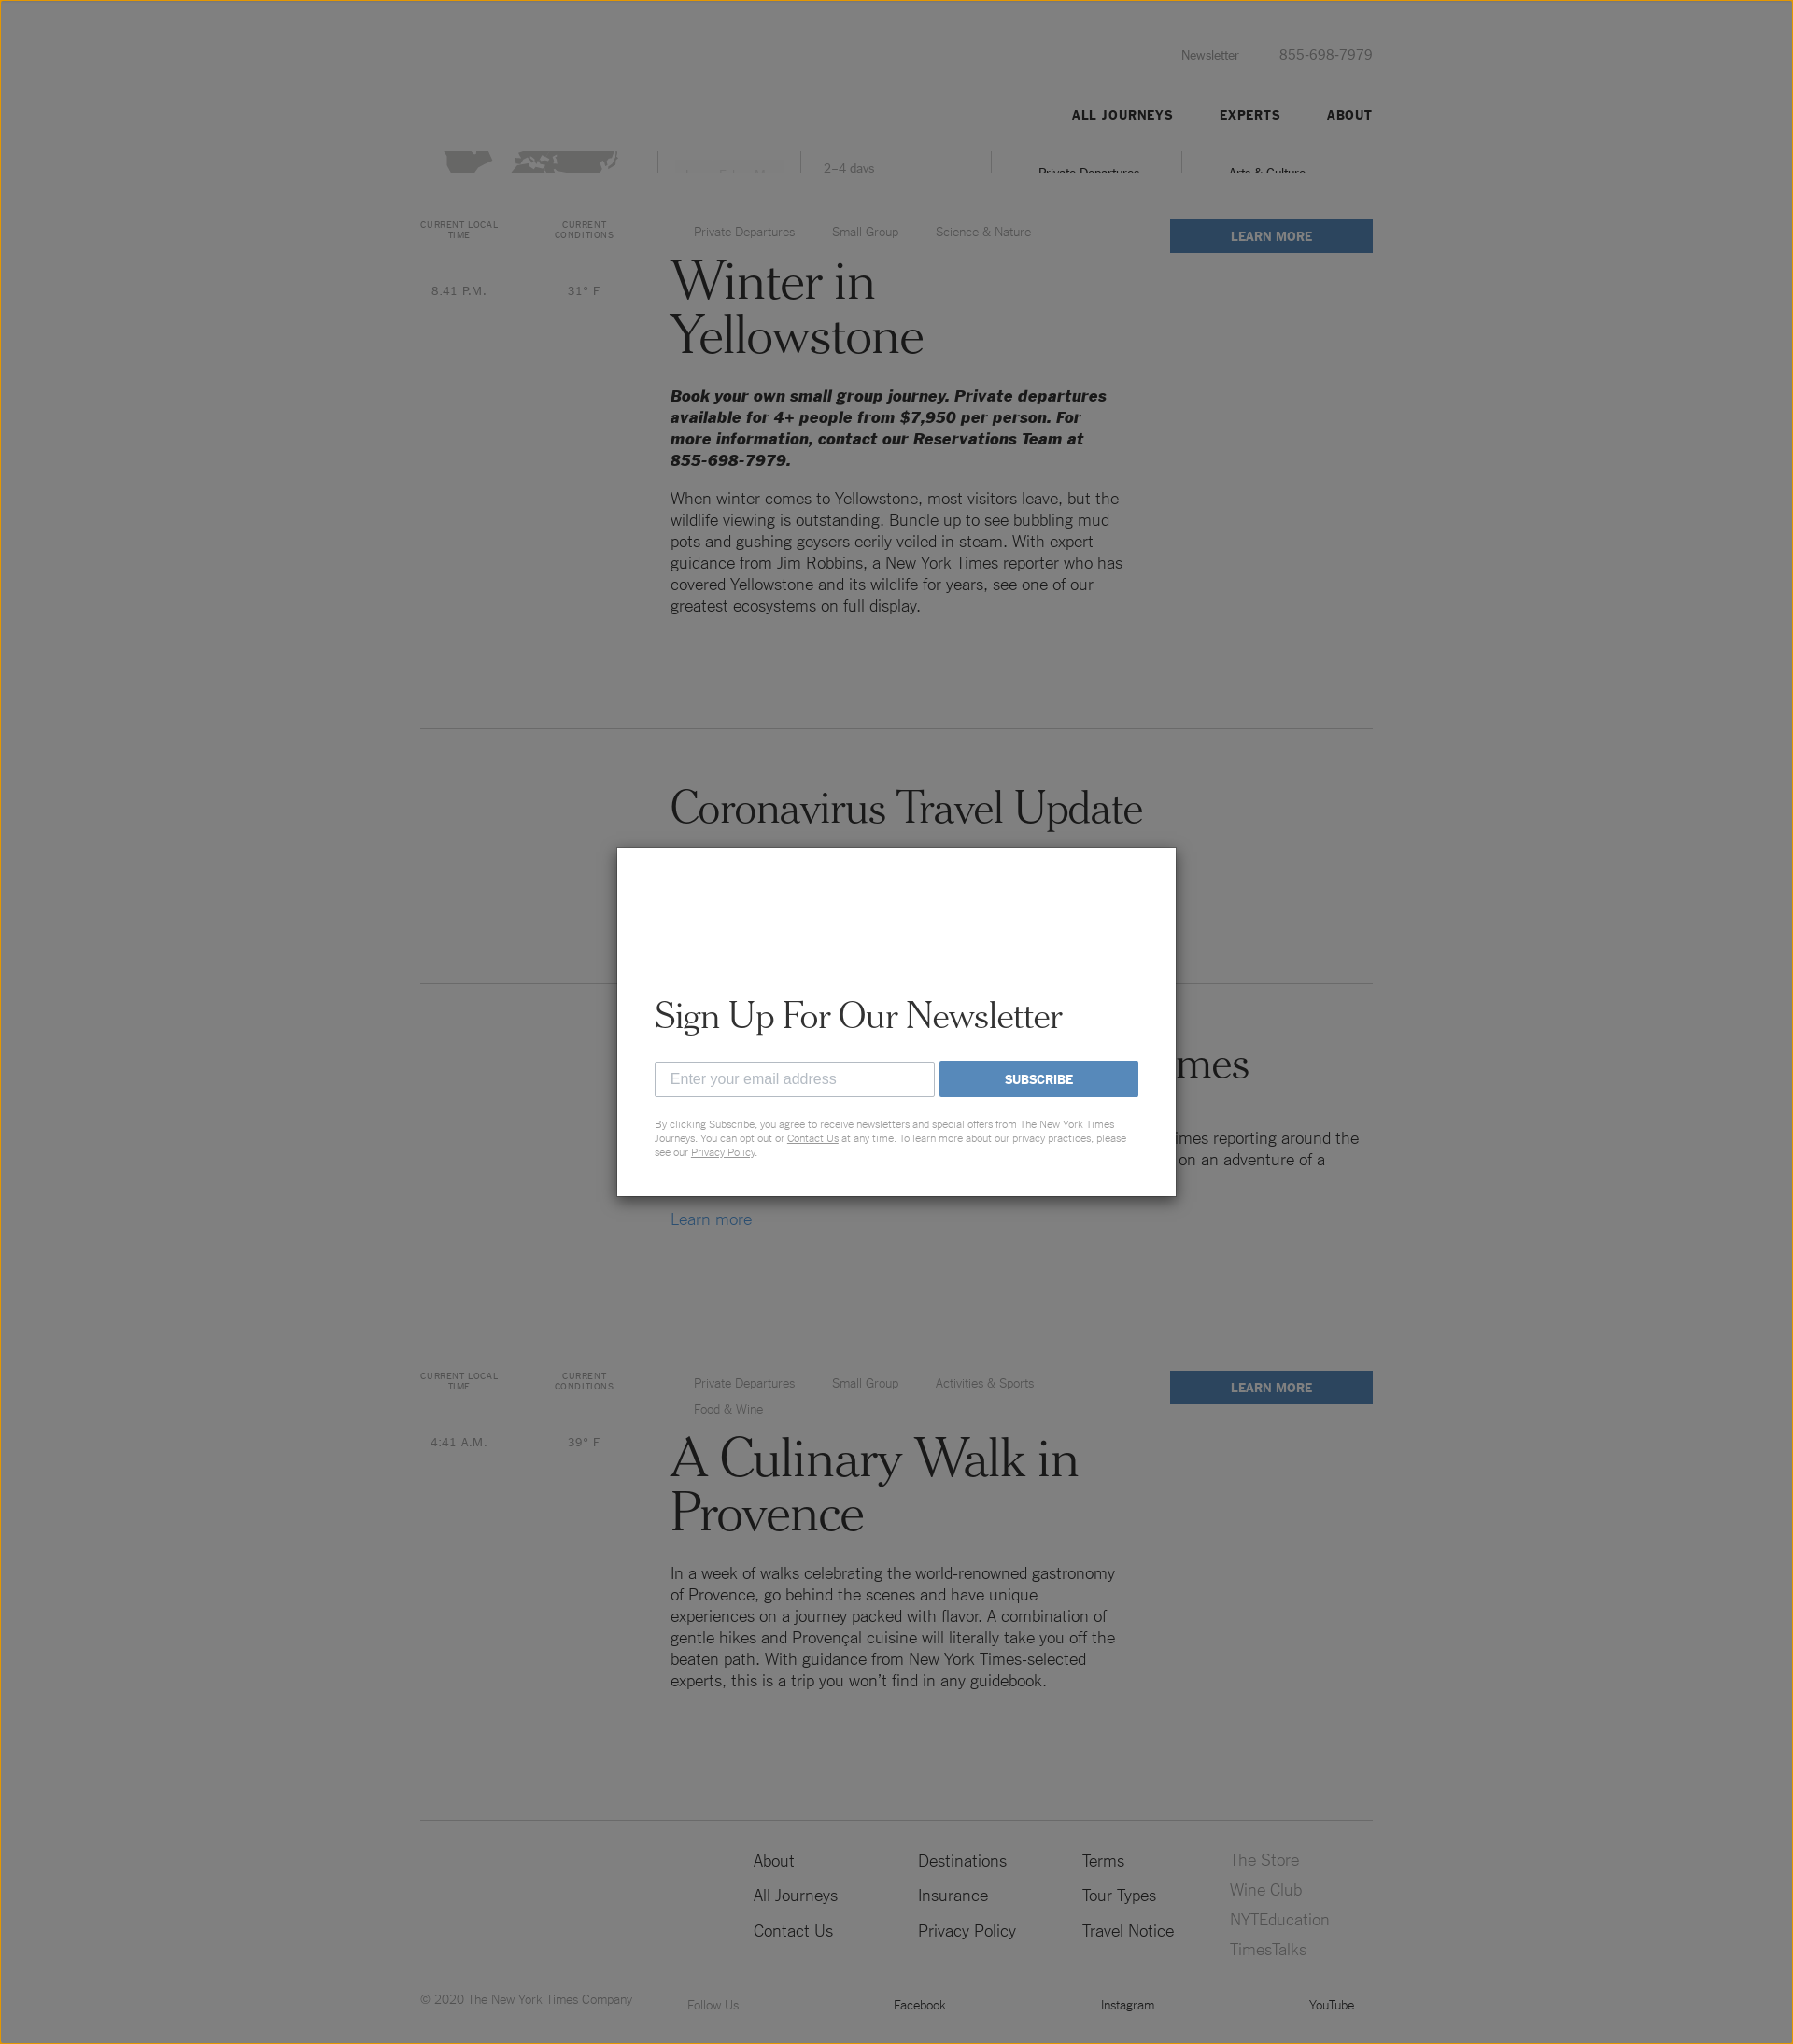 Newsletter
855-698-7979
ALL JOURNEYS
EXPERTS
ABOUT
2–4 days
Private Departures
Arts & Culture
CURRENT LOCAL
TIME
CURRENT
CONDITIONS
8:41 P.M.
31° F
Private Departures
Small Group
Science & Nature
LEARN MORE
Winter in
Yellowstone
Book your own small group journey. Private departures
available for 4+ people from $7,950 per person. For
more information, contact our Reservations Team at
855-698-7979.
When winter comes to Yellowstone, most visitors leave, but the
wildlife viewing is outstanding. Bundle up to see bubbling mud
pots and gushing geysers eerily veiled in steam. With expert
guidance from Jim Robbins, a New York Times reporter who has
covered Yellowstone and its wildlife for years, see one of our
greatest ecosystems on full display.
Coronavirus Travel Update
Sign Up For Our Newsletter
Enter your email address
SUBSCRIBE
By clicking Subscribe, you agree to receive newsletters and special offers from The New York Times
Journeys. You can opt out or Contact Us at any time. To learn more about our privacy practices, please
see our Privacy Policy.
mes
imes reporting around the
on an adventure of a
Learn more
CURRENT LOCAL
TIME
CURRENT
CONDITIONS
4:41 A.M.
39° F
Private Departures
Small Group
Activities & Sports
Food & Wine
LEARN MORE
A Culinary Walk in
Provence
In a week of walks celebrating the world-renowned gastronomy
of Provence, go behind the scenes and have unique
experiences on a journey packed with flavor. A combination of
gentle hikes and Provençal cuisine will literally take you off the
beaten path. With guidance from New York Times-selected
experts, this is a trip you won’t find in any guidebook.
About
All Journeys
Contact Us
Destinations
Insurance
Privacy Policy
Terms
Tour Types
Travel Notice
The Store
Wine Club
NYTEducation
TimesTalks
© 2020 The New York Times Company
Follow Us
Facebook
Instagram
YouTube